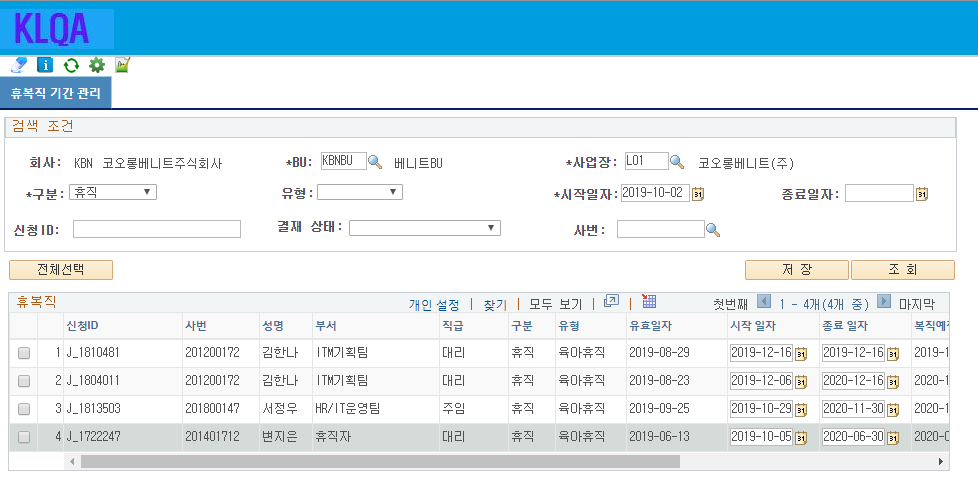 KLQA
휴복직 기간 관리
검색 조건
회사: KBN 코오롱베니트주식회사 *BU: KBNBU 베니트BU *사업장: L01 코오롱베니트(주)
*구분: 휴직 유형: *시작일자: 2019-10-02 종료일자:
신청ID: 결재 상태: 사번:
전체선택 저 장 조 회
휴복직 개인 설정 | 찾기 | 모두 보기 | | 첫번째 1 - 4개(4개 중) 마지막
신청ID 사번 성명 부서 직급 구분 유형 유효일자 시작 일자 종료 일자
1 J_1810481 201200172 김한나 ITM기획팀 대리 휴직 육아휴직 2019-08-29 2019-12-16 2019-12-16 2019-1
2 J_1804011 201200172 김한나 ITM기획팀 대리 휴직 육아휴직 2019-08-23 2019-12-06 2020-12-16 2020-1
3 J_1813503 201800147 서정우 HR/IT운영팀 주임 휴직 육아휴직 2019-09-25 2019-10-29 2020-11-30 2020-1
4 J_1722247 201401712 변지은 휴직자 대리 휴직 육아휴직 2019-06-13 2019-10-05 2020-06-30